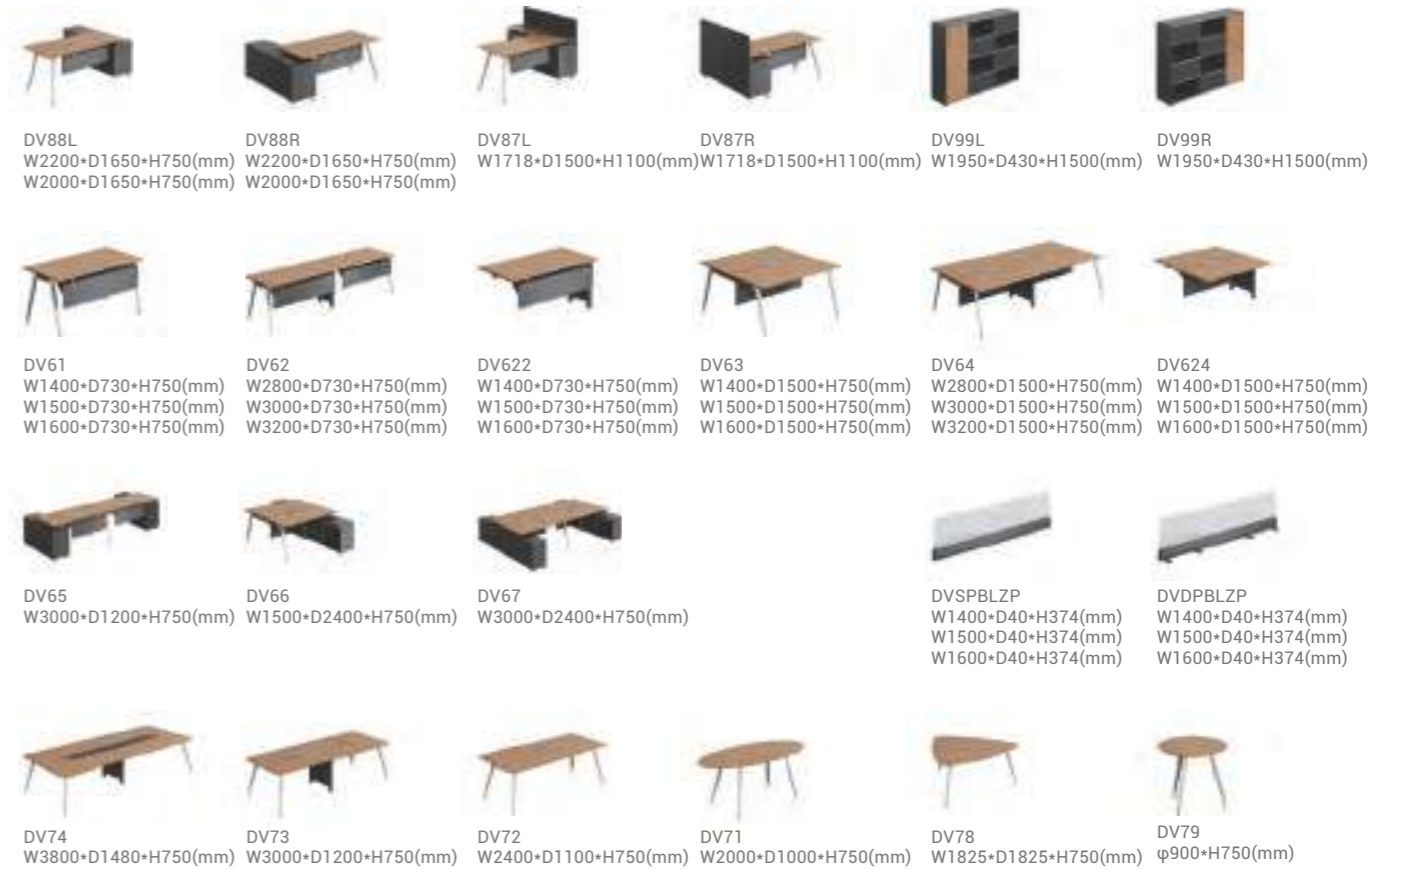 DV88L
W2200*D1650*H750(mm)
W2000*D1650*H750(mm)
DV88R
W2200*D1650*H750(mm)
W2000*D1650*H750(mm)
DV87L
W1718*D1500*H1100(mm)
DV87R
W1718*D1500*H1100(mm)
DV99L
W1950*D430*H1500(mm)
DV99R
W1950*D430*H1500(mm)
DV61
W1400*D730*H750(mm)
W1500*D730*H750(mm)
W1600*D730*H750(mm)
DV62
W2800*D730*H750(mm)
W3000*D730*H750(mm)
W3200*D730*H750(mm)
DV622
W1400*D730*H750(mm)
W1500*D730*H750(mm)
W1600*D730*H750(mm)
DV63
W1400*D1500*H750(mm)
W1500*D1500*H750(mm)
W1600*D1500*H750(mm)
DV64
W2800*D1500*H750(mm)
W3000*D1500*H750(mm)
W3200*D1500*H750(mm)
DV624
W1400*D1500*H750(mm)
W1500*D1500*H750(mm)
W1600*D1500*H750(mm)
DV65
W3000*D1200*H750(mm)
DV66
W1500*D2400*H750(mm)
DV67
W3000*D2400*H750(mm)
DVSPBLZP
W1400*D40*H374(mm)
W1500*D40*H374(mm)
W1600*D40*H374(mm)
DVDPBLZP
W1400*D40*H374(mm)
W1500*D40*H374(mm)
W1600*D40*H374(mm)
DV74
W3800*D1480*H750(mm)
DV73
W3000*D1200*H750(mm)
DV72
W2400*D1100*H750(mm)
DV71
W2000*D1000*H750(mm)
DV78
W1825*D1825*H750(mm)
DV79
φ900*H750(mm)